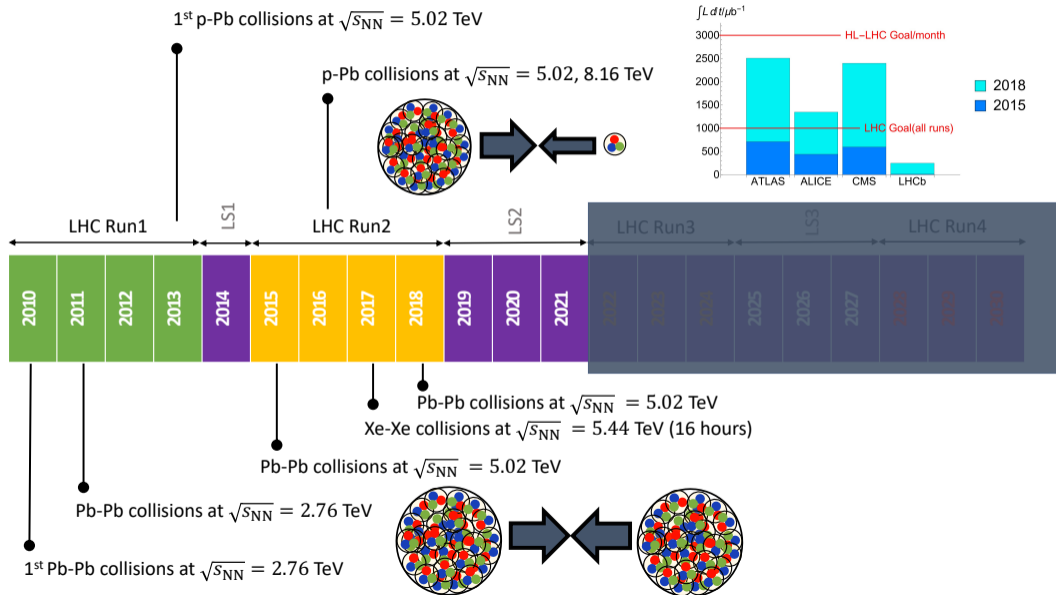 1st p-Pb collisions at √sNN = 5.02 TeV
p-Pb collisions at √sNN = 5.02, 8.16 TeV
∫L dt/μb⁻¹
3000
2500
2000
1500
1000
500
0
HL–LHC Goal/month
LHC Goal(all runs)
ATLAS ALICE CMS LHCb
2018
2015
LHC Run1 LS1 LHC Run2 LS2 LHC Run3 LS3 LHC Run4
2010 2011 2012 2013 2014 2015 2016 2017 2018 2019 2020 2021 2022 2023 2024 2025 2026 2027
Pb-Pb collisions at √sNN = 5.02 TeV
Xe-Xe collisions at √sNN = 5.44 TeV (16 hours)
Pb-Pb collisions at √sNN = 5.02 TeV
Pb-Pb collisions at √sNN = 2.76 TeV
1st Pb-Pb collisions at √sNN = 2.76 TeV